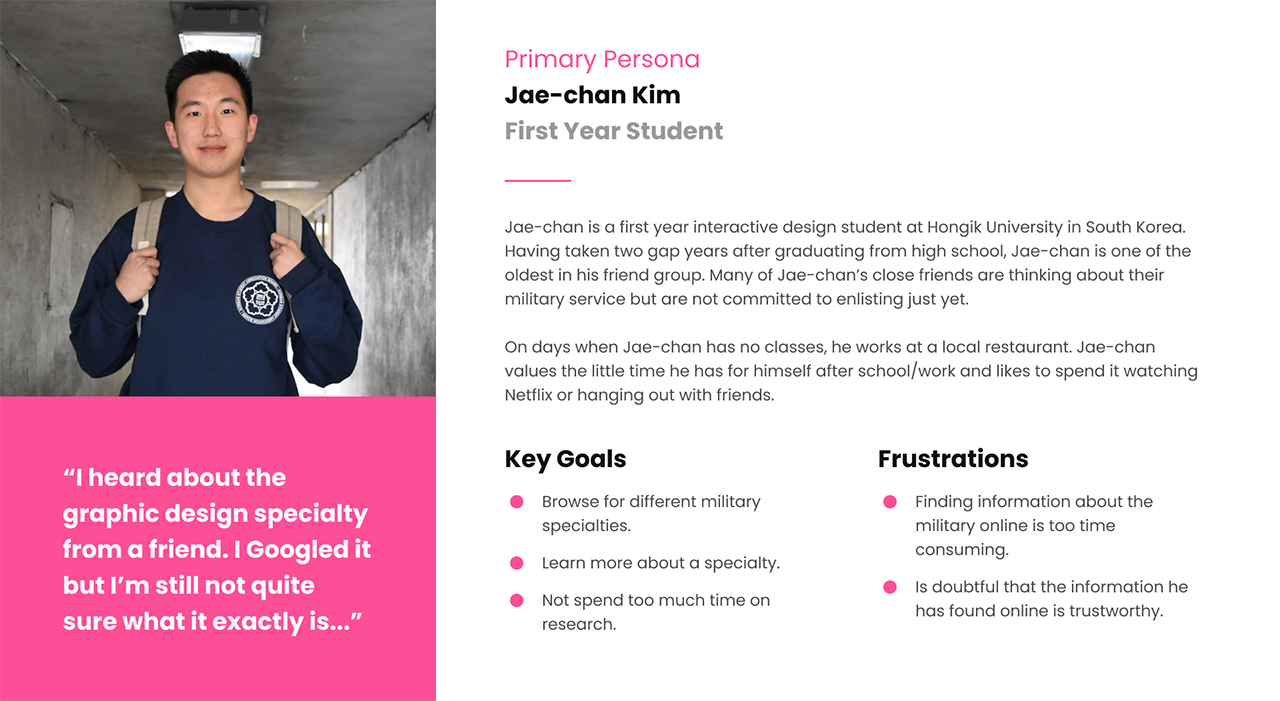 Primary Persona
Jae-chan Kim
First Year Student
Jae-chan is a first year interactive design student at Hongik University in South Korea.
Having taken two gap years after graduating from high school, Jae-chan is one of the
oldest in his friend group. Many of Jae-chan’s close friends are thinking about their
military service but are not committed to enlisting just yet.
On days when Jae-chan has no classes, he works at a local restaurant. Jae-chan
values the little time he has for himself after school/work and likes to spend it watching
Netflix or hanging out with friends.
“I heard about the
graphic design specialty
from a friend. I Googled it
but I’m still not quite
sure what it exactly is...”
Key Goals
Browse for different military
specialties.
Learn more about a specialty.
Not spend too much time on
research.
Frustrations
Finding information about the
military online is too time
consuming.
Is doubtful that the information he
has found online is trustworthy.